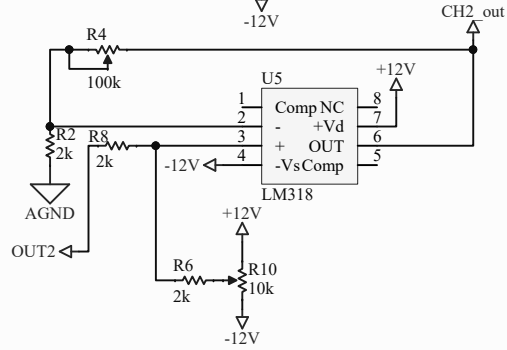 -12V
CH2_out
R4
100k
U5
+12V
1
Comp NC
8
2
-
+Vd
7
3
+
OUT
6
4
-Vs Comp
5
LM318
R2
2k
R8
2k
-12V
AGND
OUT2
+12V
R6
2k
R10
10k
-12V